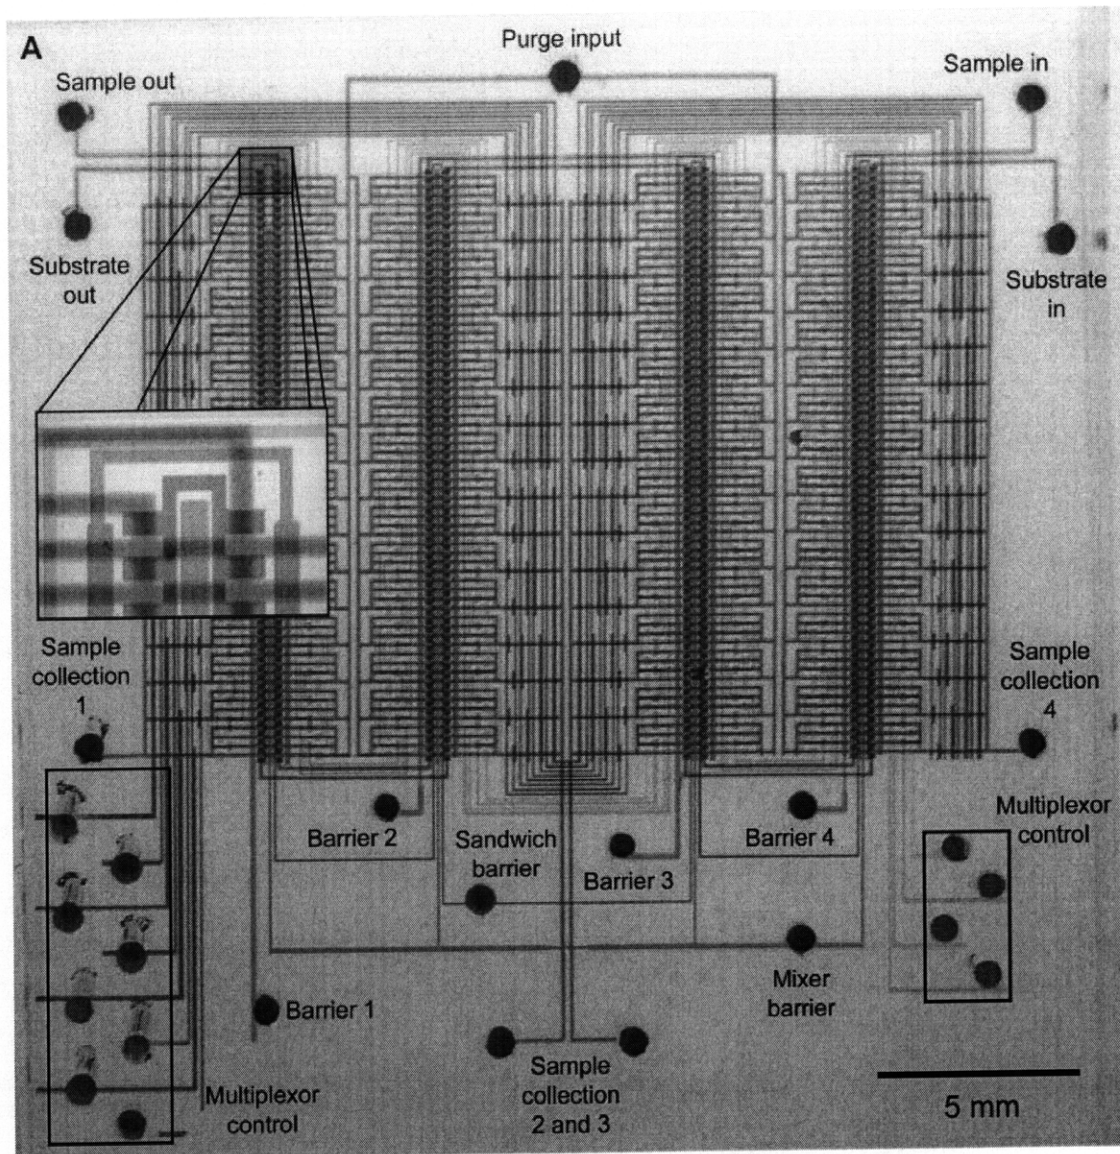 A
Purge input
Sample out
Sample in
Substrate
out
Substrate
in
Sample
collection
1
Sample
collection
4
Barrier 2
Sandwich
barrier
Barrier 3
Barrier 4
Multiplexor
control
Mixer
barrier
Barrier 1
Multiplexor
control
Sample
collection
2 and 3
5 mm